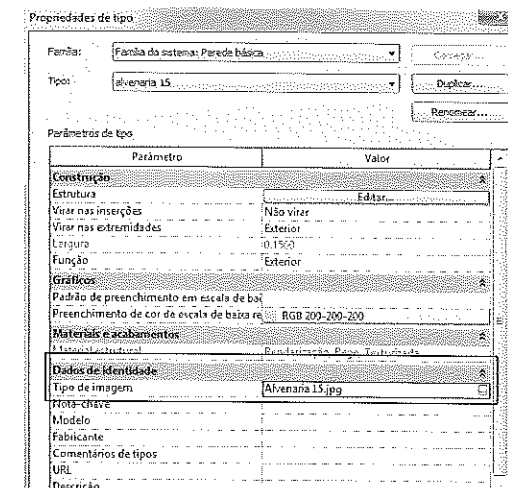 Propriedades de tipo
Família: Família do sistema: Parede básica
Tipo: alvenaria 15 Duplicar...
Renomear...
Parâmetros de tipo
Parâmetro Valor
Construção
Estrutura Editar...
Virar nas inserções Não virar
Virar nas extremidades Exterior
Largura 0.1500
Função Exterior
Gráficos
Padrão de preenchimento em escala de bai
Preenchimento de cor de escala de baixa re RGB 200-200-200
Materiais e acabamentos
Material estrutural
Dados de identidade
Tipo de imagem Alvenaria 15.jpg
Nota-chave
Modelo
Fabricante
Comentários de tipos
URL
Descrição